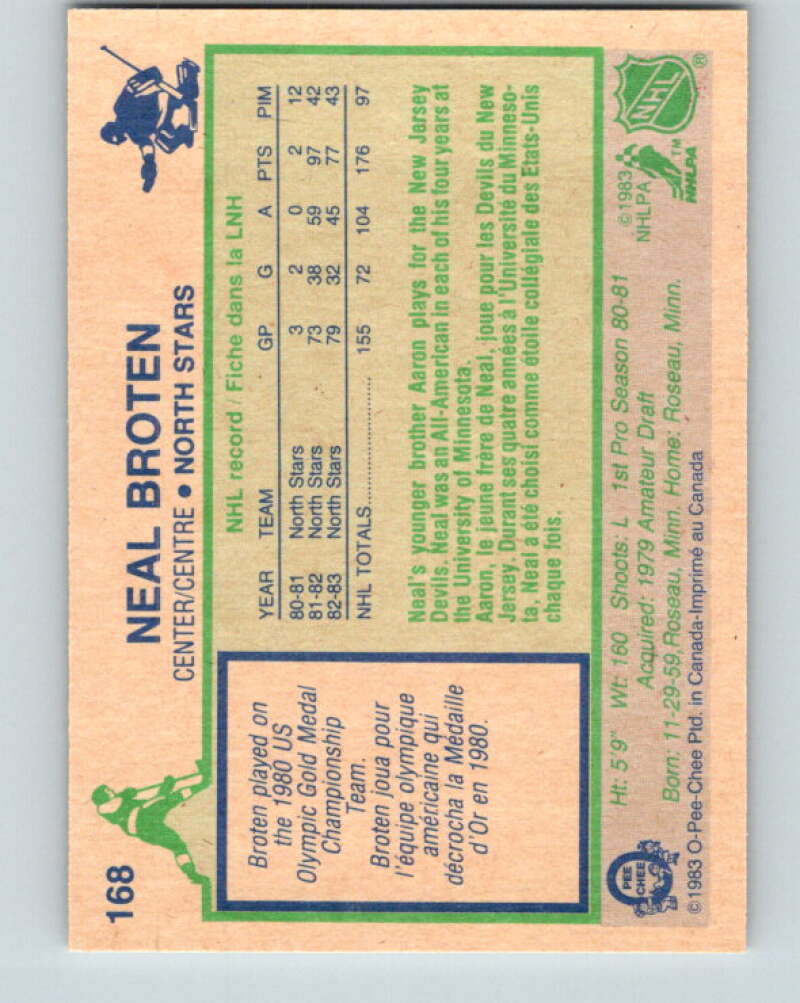 168
NEAL BROTEN
CENTER/CENTRE • NORTH STARS
Broten played on
the 1980 US
Olympic Gold Medal
Championship
Team.
Broten joua pour
l'équipe olympique
américaine qui
décrocha la Médaille
d'Or en 1980.
NHL record / Fiche dans la LNH
YEAR TEAM GP G A PTS PIM
80-81 North Stars 3 2 0 2 12
81-82 North Stars 73 38 59 97 42
82-83 North Stars 79 32 45 77 43
NHL TOTALS 155 72 104 176 97
Neal's younger brother Aaron plays for the New Jersey
Devils. Neal was an All-American in each of his four years at
the University of Minnesota.
Aaron, le jeune frère de Neal, joue pour les Devils du New
Jersey. Durant ses quatre années à l'Université du Minneso-
ta, Neal a été choisi comme étoile collégiale des Etats-Unis
chaque fois.
Ht: 5'9" Wt: 160 Shoots: L 1st Pro Season 80-81
Acquired: 1979 Amateur Draft
Born: 11-29-59, Roseau, Minn. Home: Roseau, Minn.
© 1983 O-Pee-Chee Ptd. in Canada-Imprimé au Canada
O PEE CHEE
© 1983
NHLPA
NHLPA
TM
NHL
®